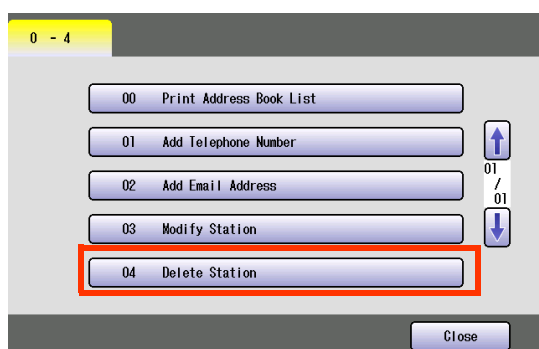 0 - 4
00 Print Address Book List
01 Add Telephone Number
02 Add Email Address
03 Modify Station
04 Delete Station
01
/
01
Close